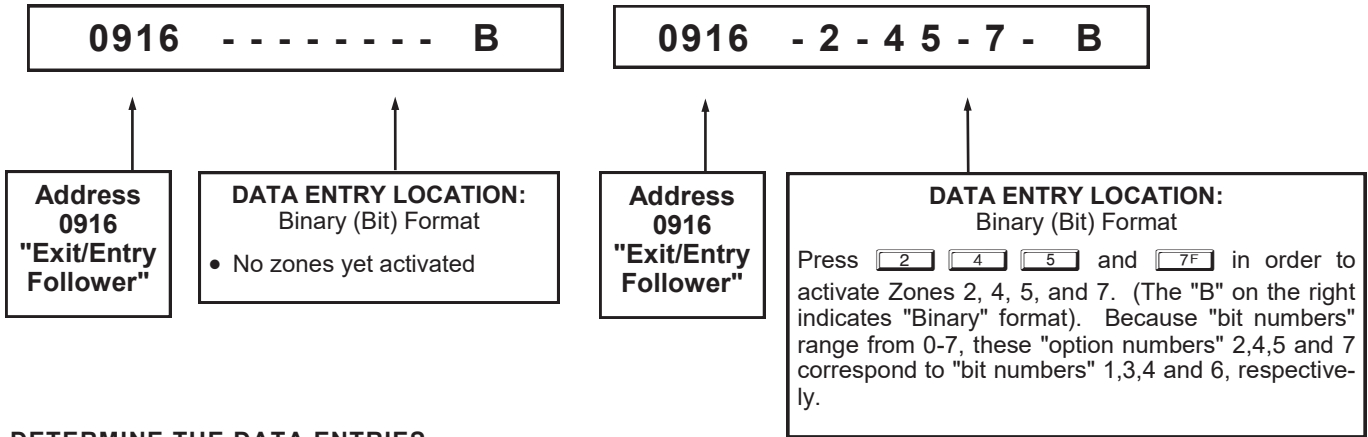 0916 - - - - - - - - B
0916 - 2 - 4 5 - 7 - B
Address
0916
"Exit/Entry
Follower"
DATA ENTRY LOCATION:
Binary (Bit) Format
• No zones yet activated
Address
0916
"Exit/Entry
Follower"
DATA ENTRY LOCATION:
Binary (Bit) Format
Press 2 4 5 and 7F in order to
activate Zones 2, 4, 5, and 7. (The "B" on the right
indicates "Binary" format). Because "bit numbers"
range from 0-7, these "option numbers" 2,4,5 and 7
correspond to "bit numbers" 1,3,4 and 6, respective-
ly.
DETERMINE THE DATA ENTRIES